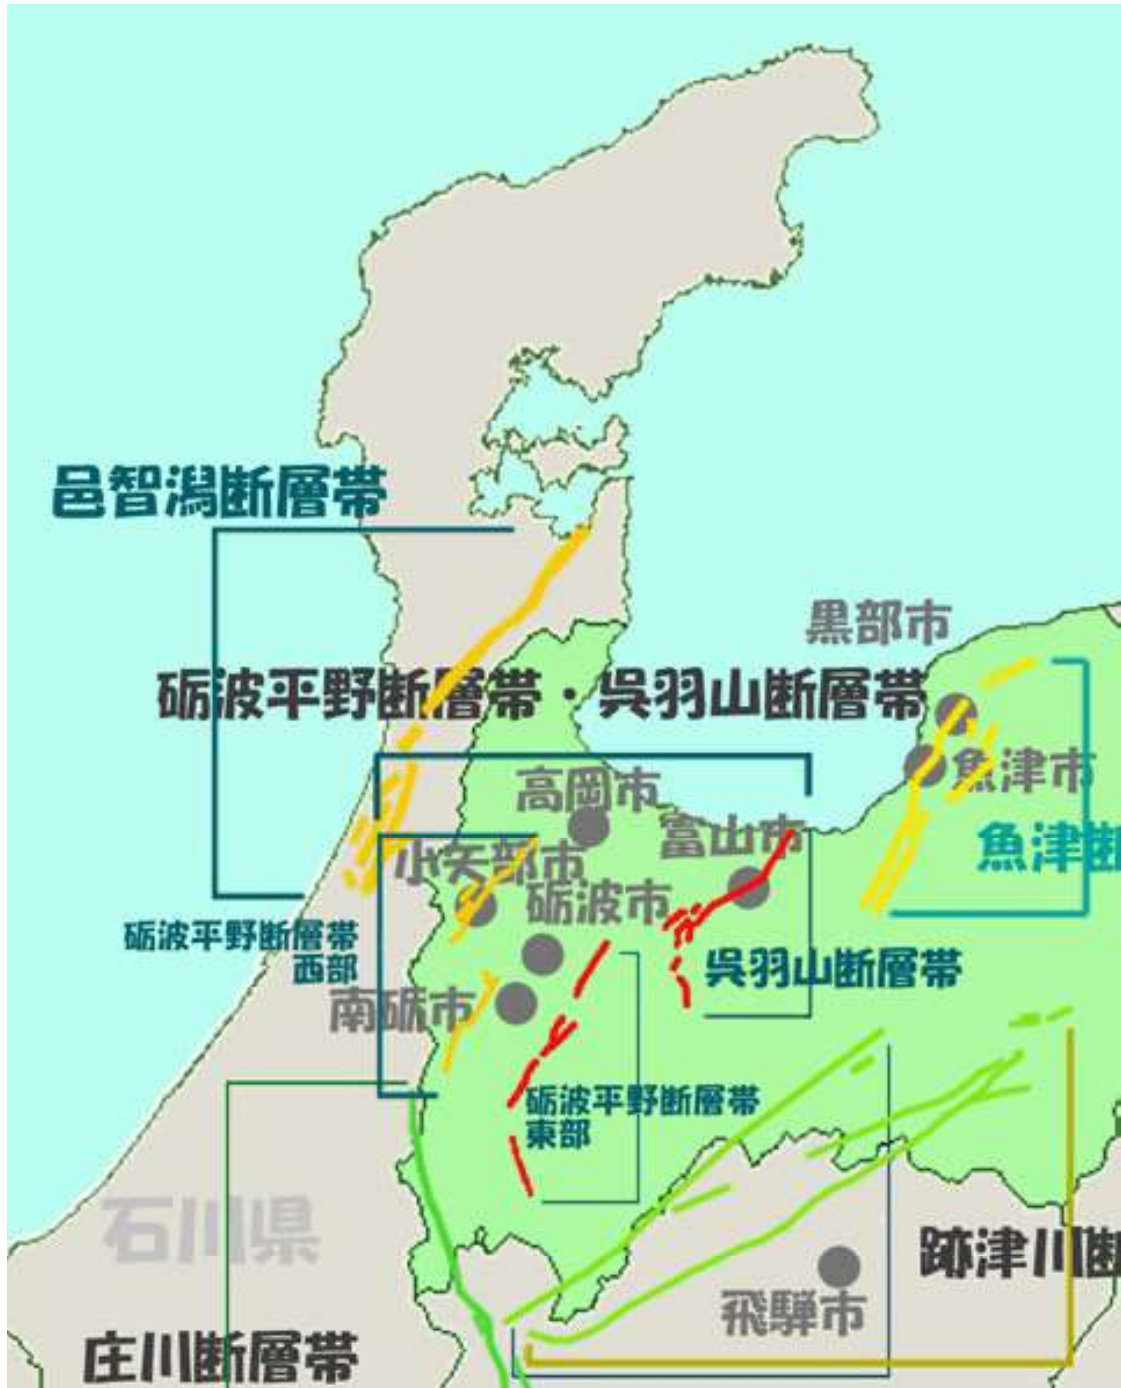 邑智潟断層帯
黒部市
砺波平野断層帯・呉羽山断層帯
魚津市
高岡市
富山市
魚津断
小矢部市
砺波市
砺波平野断層帯
西部
呉羽山断層帯
南砺市
砺波平野断層帯
東部
石川県
跡津川断
飛騨市
庄川断層帯